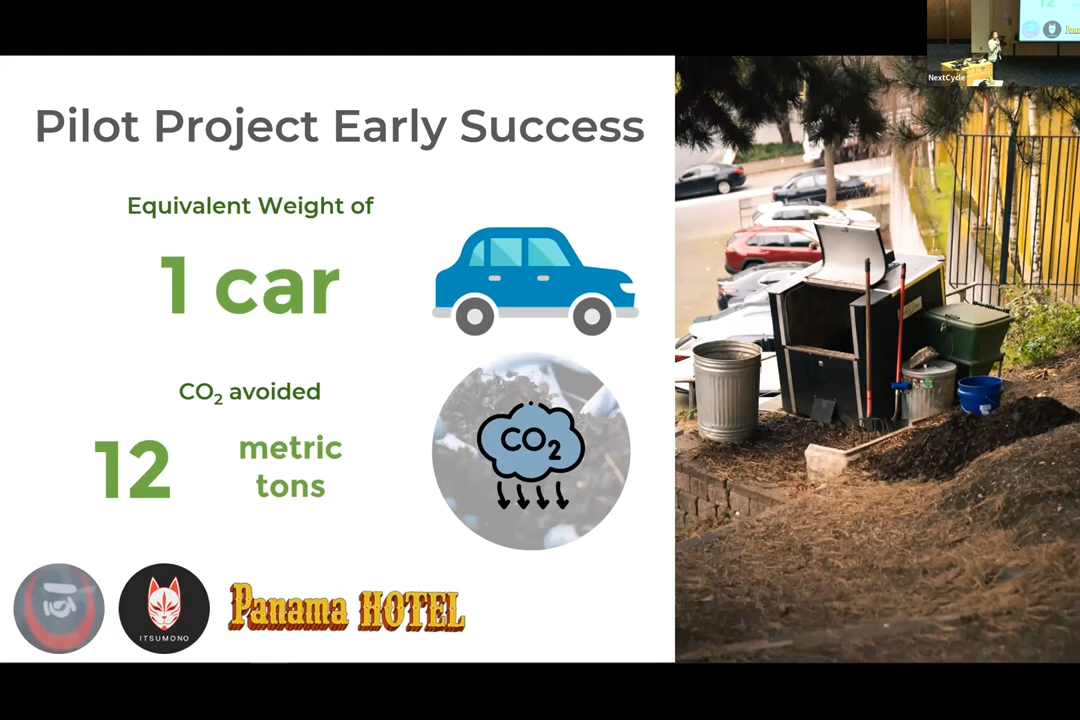 Pilot Project Early Success
Equivalent Weight of
1 car
CO2 avoided
12
metric
tons
CO2
ITSUMONO
Panama HOTEL
NextCycle
12